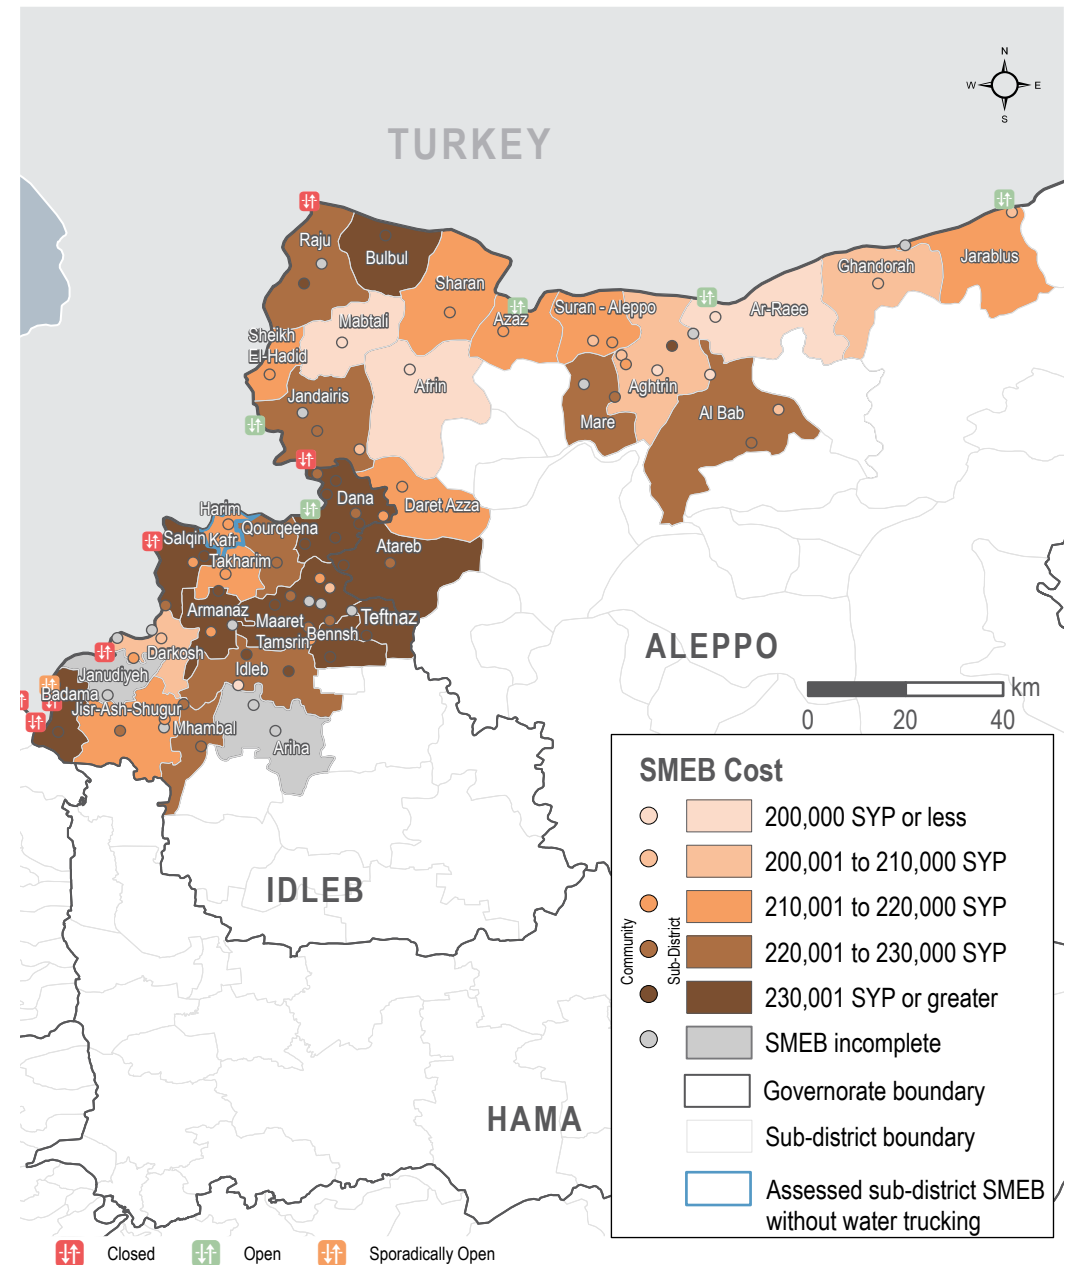 N
W
E
S
TURKEY
Raju
Bulbul
Sharan
Ghandorah
Jarablus
Mabtali
Azaz
Suran - Aleppo
Ar-Raee
Sheikh
El-Hadid
Jandairis
Afrin
Aghtrin
Mare
Al Bab
Dana
Daret Azza
Harim
Qourqeena
Salqin
Kafr
Takharim
Atareb
Armanaz
Maaret
Tamsrin
Bennsh
Teftnaz
Darkosh
Idleb
Janudiyeh
Badama
Jisr-Ash-Shugur
Mhambal
Ariha
ALEPPO
km
0
20
40
IDLEB
HAMA
SMEB Cost
200,000 SYP or less
200,001 to 210,000 SYP
210,001 to 220,000 SYP
220,001 to 230,000 SYP
230,001 SYP or greater
SMEB incomplete
Community
Sub-District
Governorate boundary
Sub-district boundary
Assessed sub-district SMEB
without water trucking
Closed
Open
Sporadically Open